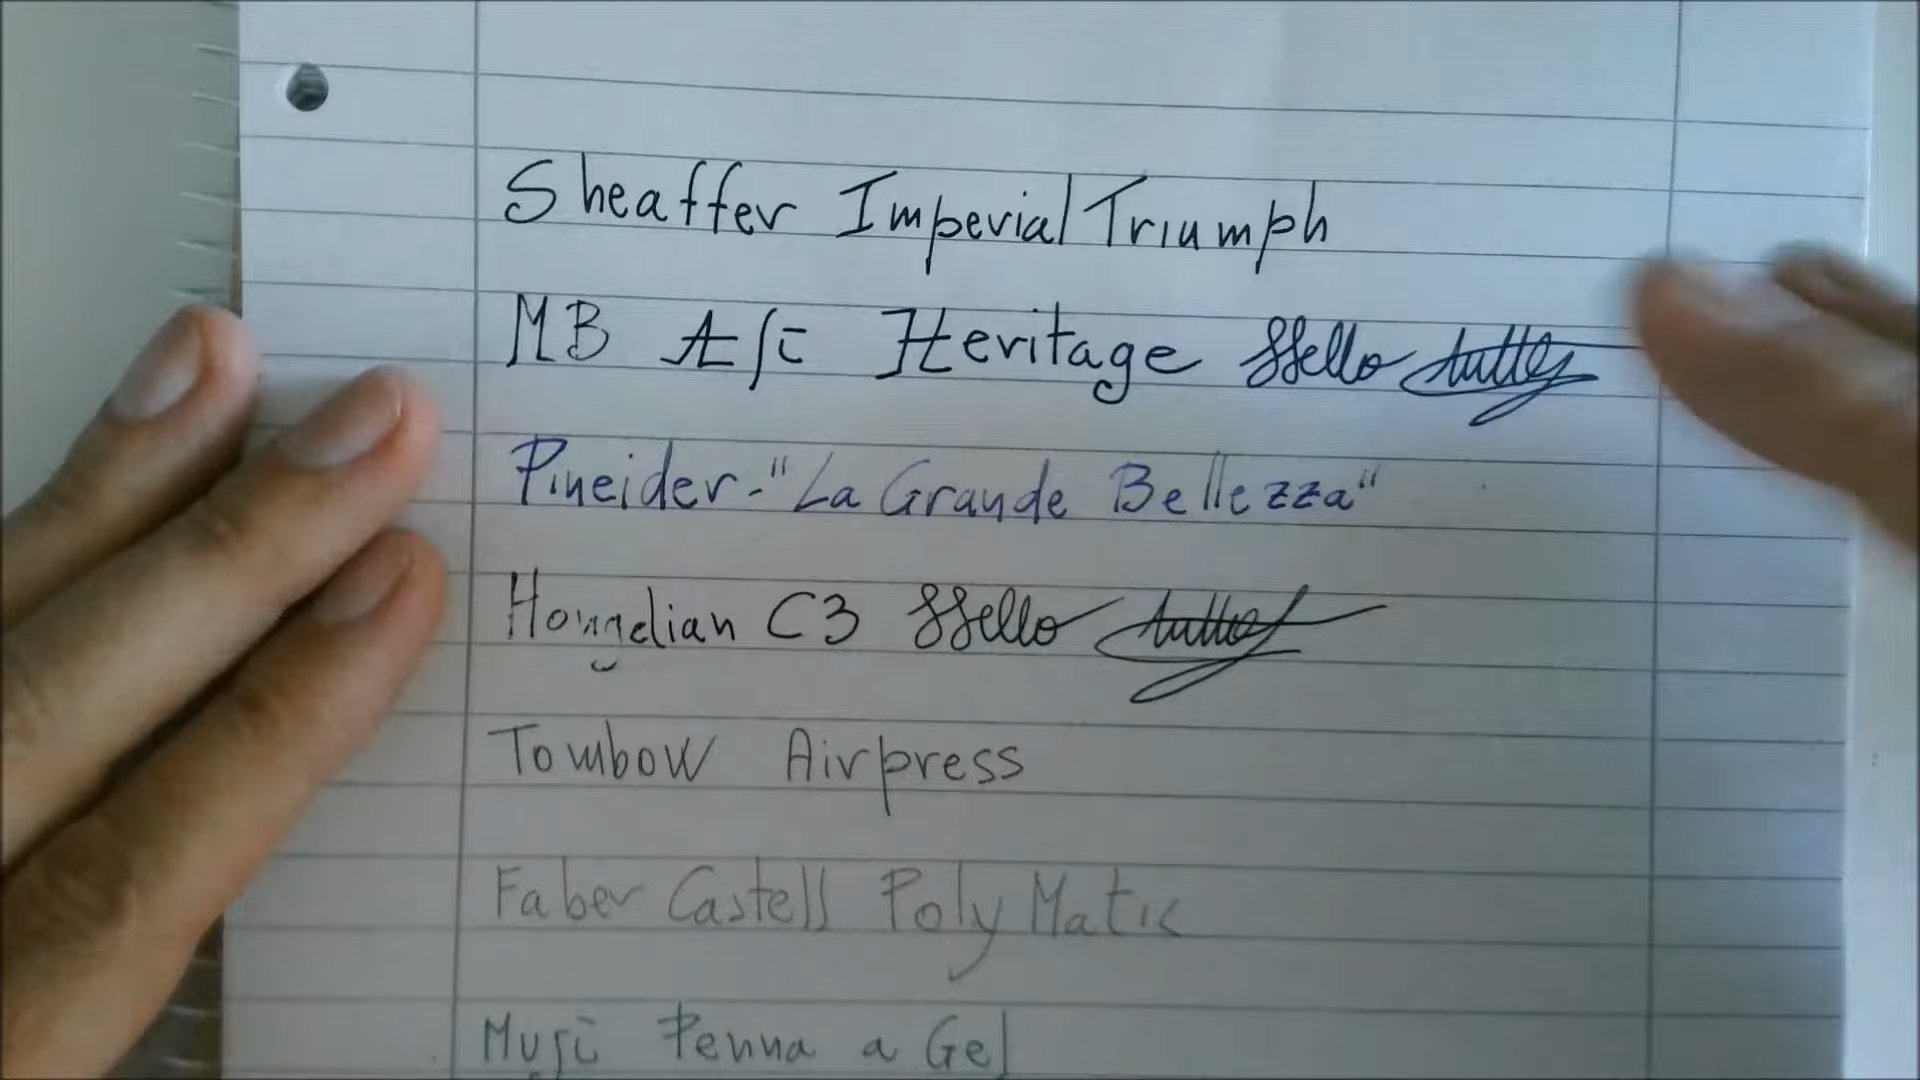 Sheaffer Imperial Triumph
MB Heritage Hello
Pineider-"La Grande Bellezza"
Hongdian C3 Hello
Tombow Airpress
Faber Castell Poly Matic
Muji Penna a Gel